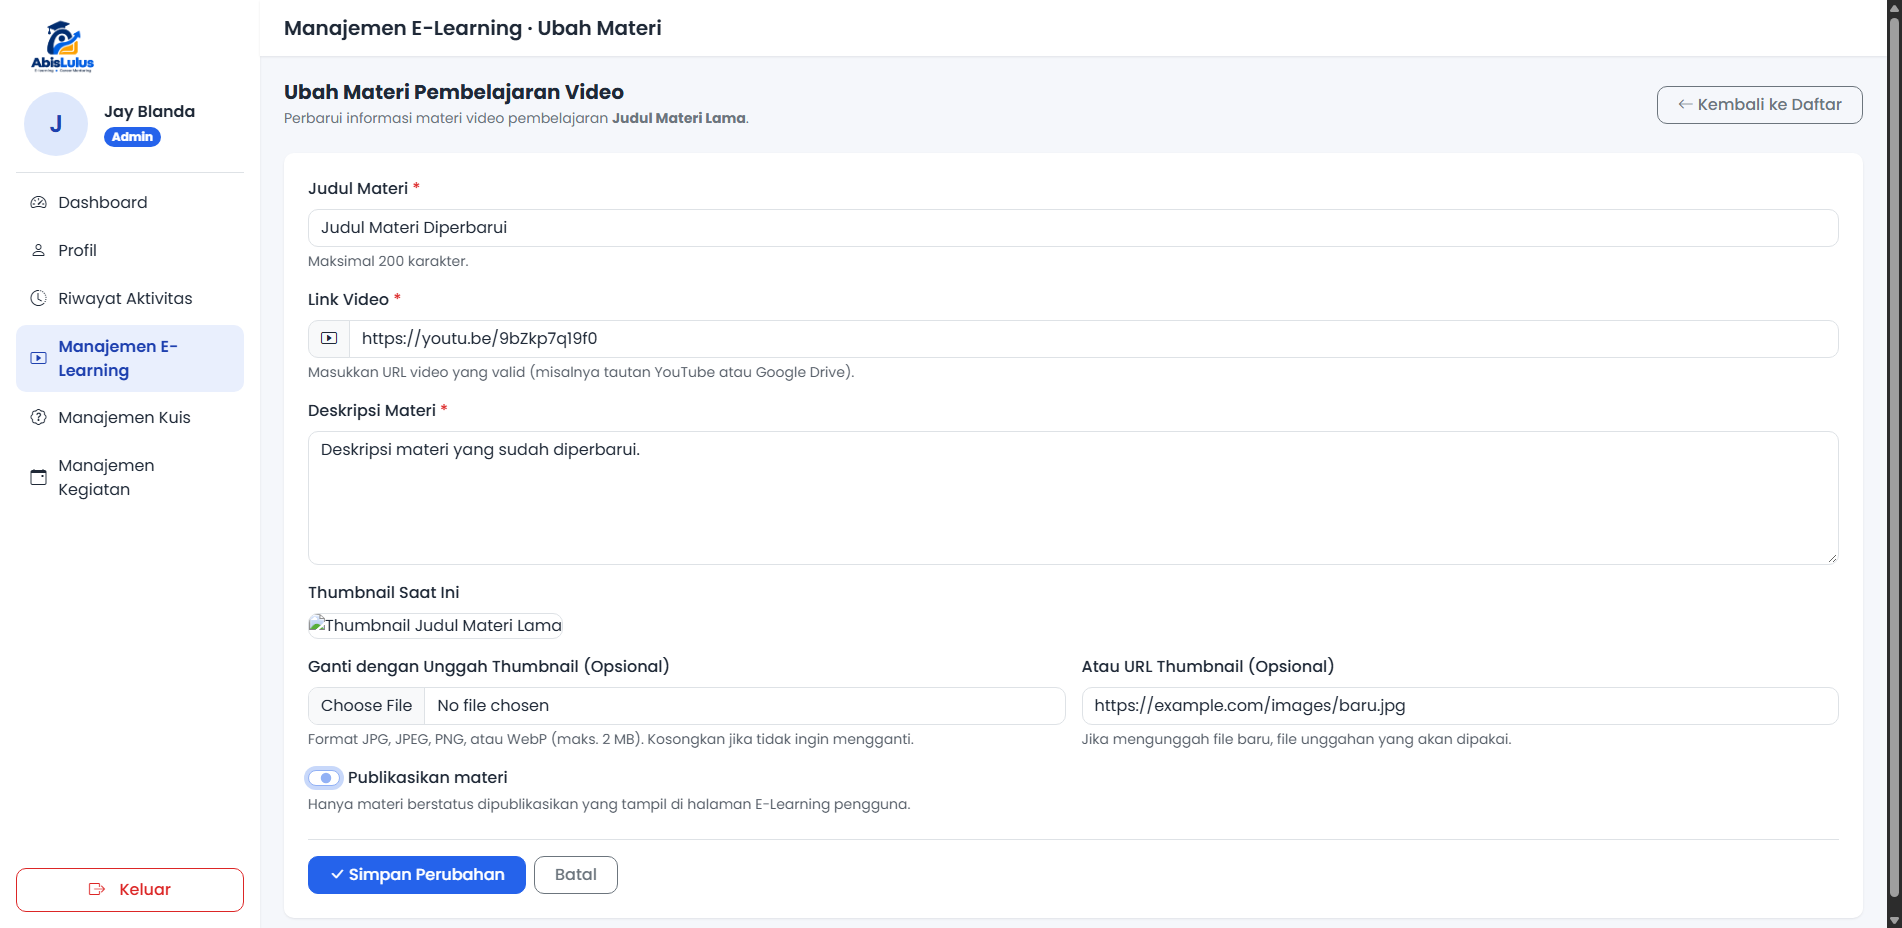 AbisLulus
J
Jay Blanda
Admin
Dashboard
Profil
Riwayat Aktivitas
Manajemen E-
Learning
Manajemen Kuis
Manajemen
Kegiatan
Keluar
Manajemen E-Learning · Ubah Materi
Ubah Materi Pembelajaran Video
Perbarui informasi materi video pembelajaran Judul Materi Lama.
← Kembali ke Daftar
Judul Materi *
Judul Materi Diperbarui
Maksimal 200 karakter.
Link Video *
https://youtu.be/9bZkp7q19f0
Masukkan URL video yang valid (misalnya tautan YouTube atau Google Drive).
Deskripsi Materi *
Deskripsi materi yang sudah diperbarui.
Thumbnail Saat Ini
Thumbnail Judul Materi Lama
Ganti dengan Unggah Thumbnail (Opsional)
Choose File No file chosen
Format JPG, JPEG, PNG, atau WebP (maks. 2 MB). Kosongkan jika tidak ingin mengganti.
Atau URL Thumbnail (Opsional)
https://example.com/images/baru.jpg
Jika mengunggah file baru, file unggahan yang akan dipakai.
Publikasikan materi
Hanya materi berstatus dipublikasikan yang tampil di halaman E-Learning pengguna.
Simpan Perubahan
Batal